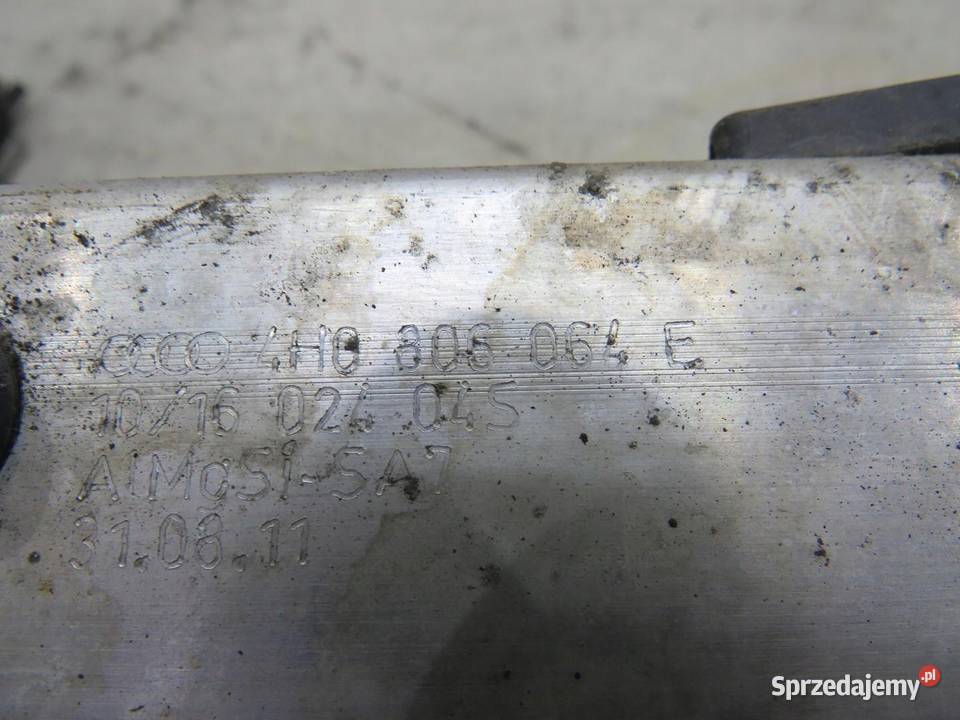 4H0 806 064 E
10/16 024 045
AlMgSi-SA7
31.08.11
Sprzedajemy.pl